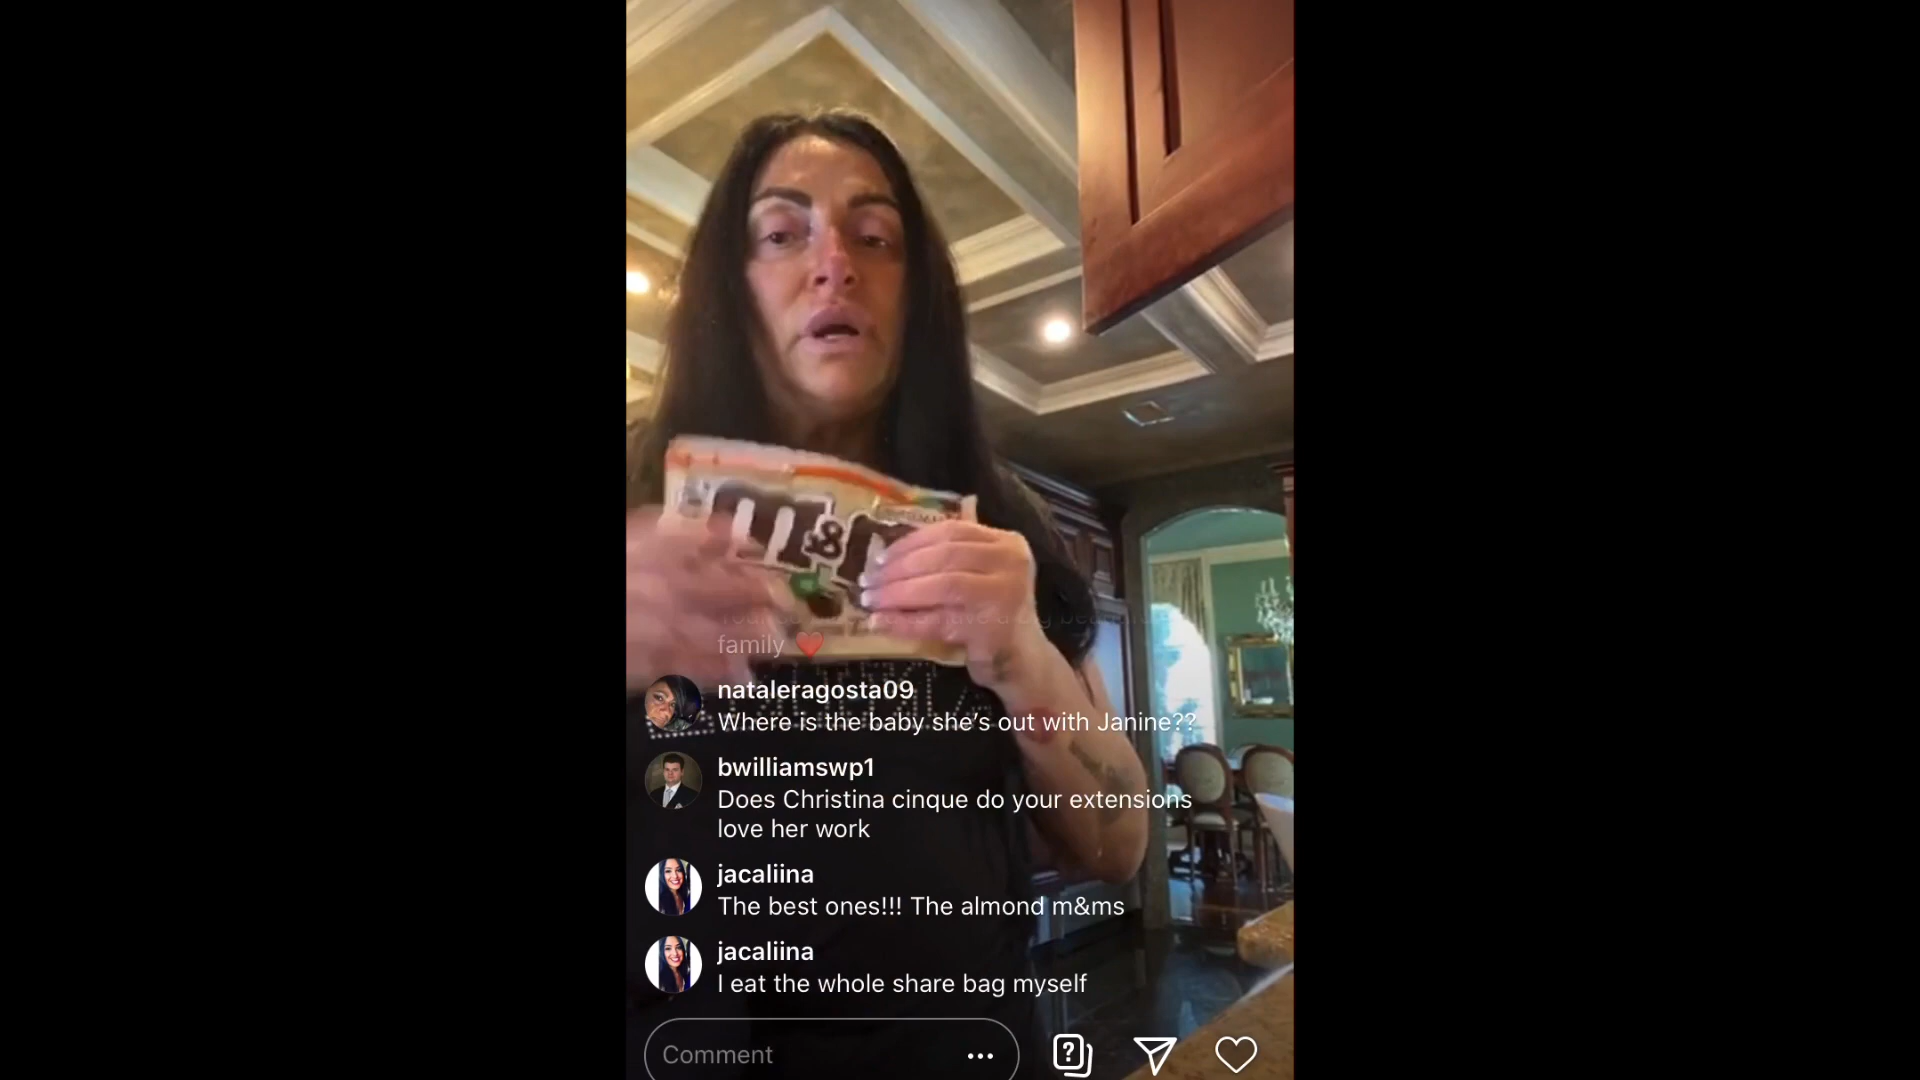 m&m
family ❤️
nataleragosta09
Where is the baby she’s out with Janine??
bwilliamswp1
Does Christina cinque do your extensions
love her work
jacaliina
The best ones!!! The almond m&ms
jacaliina
I eat the whole share bag myself
Comment